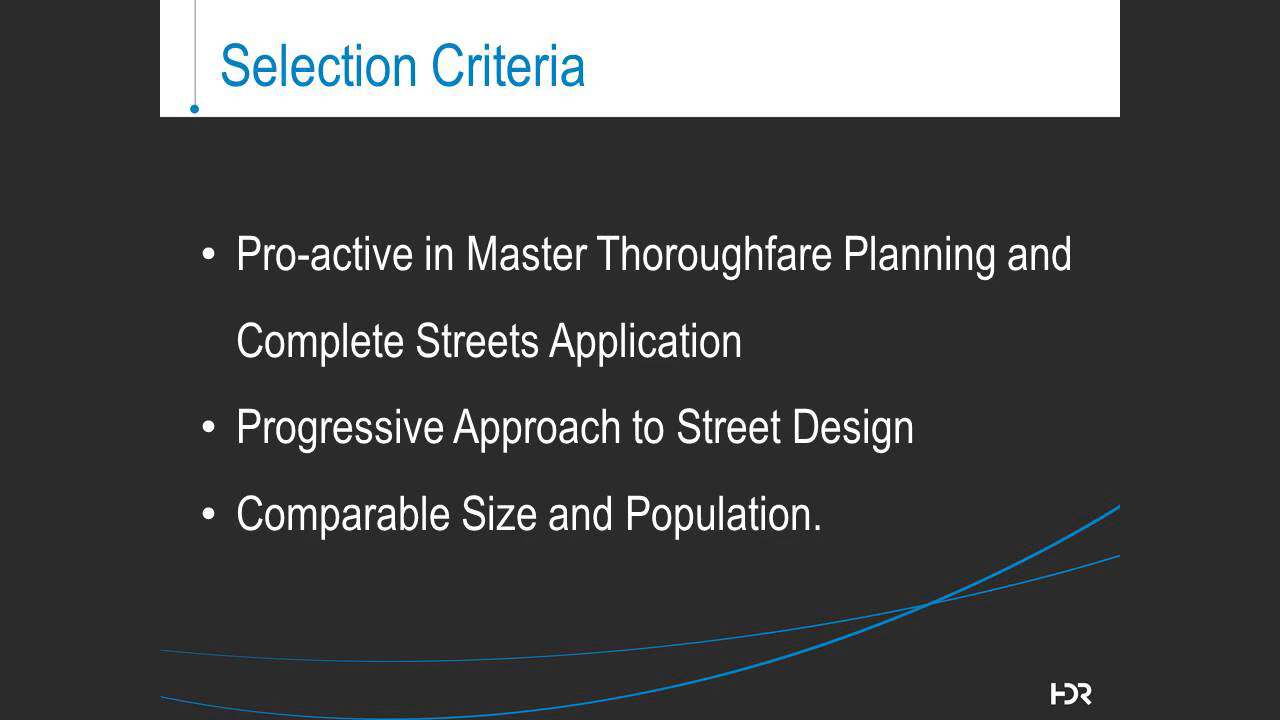 Selection Criteria
• Pro-active in Master Thoroughfare Planning and
Complete Streets Application
• Progressive Approach to Street Design
• Comparable Size and Population.
HDR